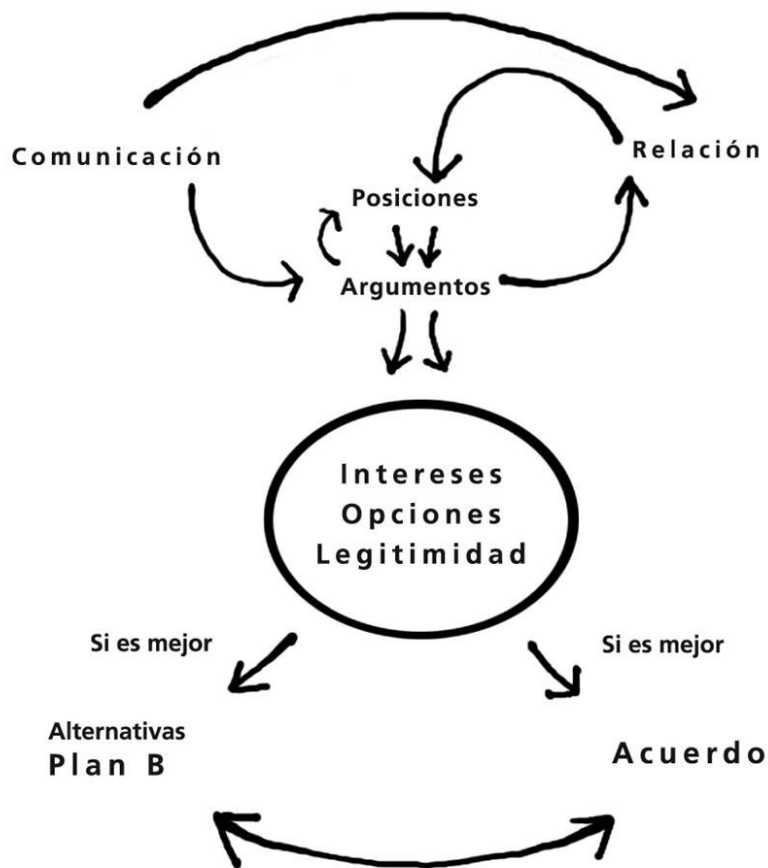 Comunicación
Relación
Posiciones
Argumentos
Intereses
Opciones
Legitimidad
Si es mejor
Si es mejor
Alternativas
Plan B
Acuerdo